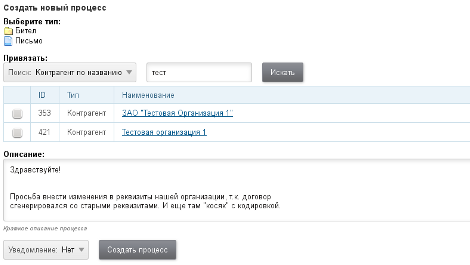 Создать новый процесс
Выберите тип:
Бител
Письмо
Привязать:
Поиск: Контрагент по названию тест Искать
ID Тип Наименование
353 Контрагент ЗАО "Тестовая Организация 1"
421 Контрагент Тестовая организация 1
Описание:
Здравствуйте!
Просьба внести изменения в реквизиты нашей организации, т.к. договор
сгенерировался со старыми реквизитами. И еще там "косяк" с кодировкой.
Краткое описание процесса
Уведомление: Нет Создать процесс